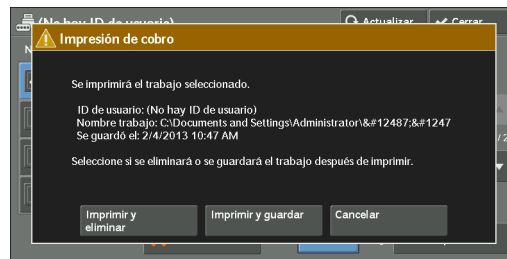 (No hay ID de usuario)
Actualizar
Cerrar
Impresión de cobro
Se imprimirá el trabajo seleccionado.
ID de usuario: (No hay ID de usuario)
Nombre trabajo: C:\Documents and Settings\Administrator\&#12487;&#1247
Se guardó el: 2/4/2013 10:47 AM
Seleccione si se eliminará o se guardará el trabajo después de imprimir.
Imprimir y
eliminar
Imprimir y guardar
Cancelar